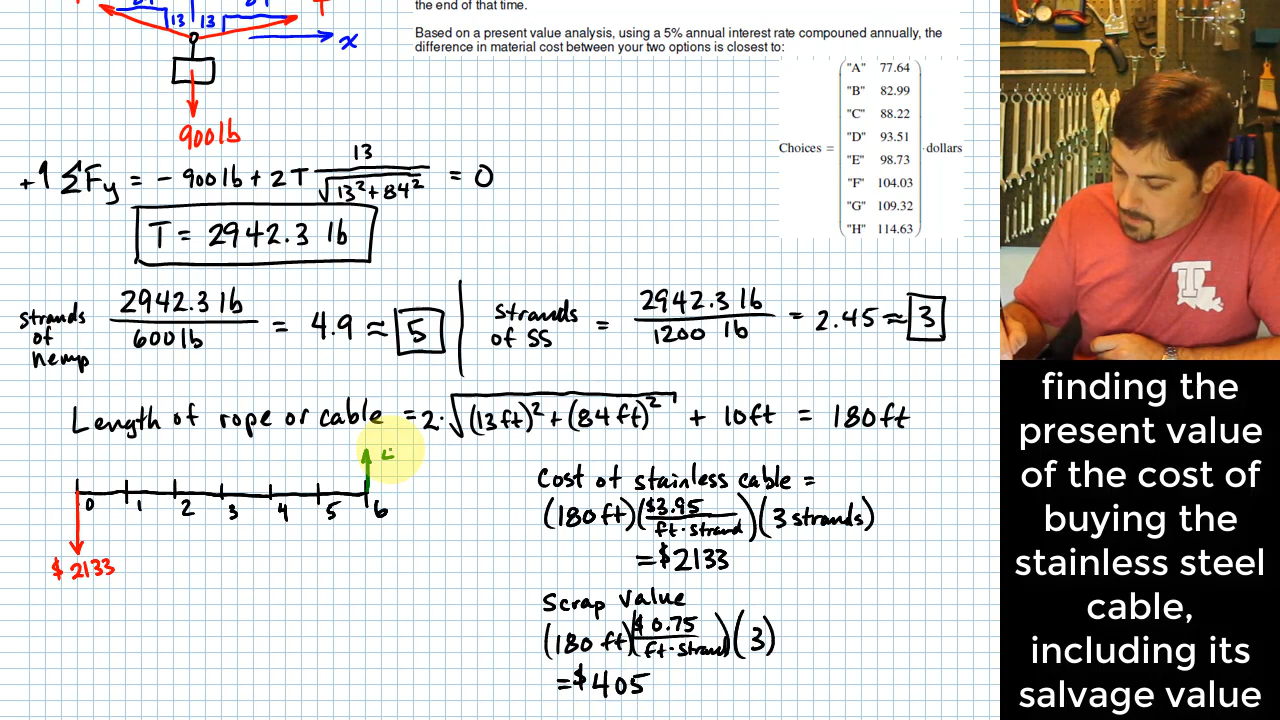 the end of that time.
Based on a present value analysis, using a 5% annual interest rate compouned annually, the
difference in material cost between your two options is closest to:
13 13
x
900lb
Choices =
"A" 77.64
"B" 82.99
"C" 88.22
"D" 93.51
"E" 98.73
"F" 104.03
"G" 109.32
"H" 114.63
· dollars
+↑ ΣFy = - 900lb + 2T 13 / √(13² + 84²) = 0
T = 2942.3 lb
strands of hemp = 2942.3 lb / 600 lb = 4.9 ≈ 5
strands of SS = 2942.3 lb / 1200 lb = 2.45 ≈ 3
Length of rope or cable = 2·√((13ft)² + (84ft)²) + 10ft = 180ft
0 1 2 3 4 5 6
$ 2133
Cost of stainless cable =
(180ft)($3.95 / ft·strand)(3 strands)
= $2133
Scrap Value
(180 ft)($0.75 / ft·strand)(3)
= $405
finding the
present value
of the cost of
buying the
stainless steel
cable,
including its
salvage value